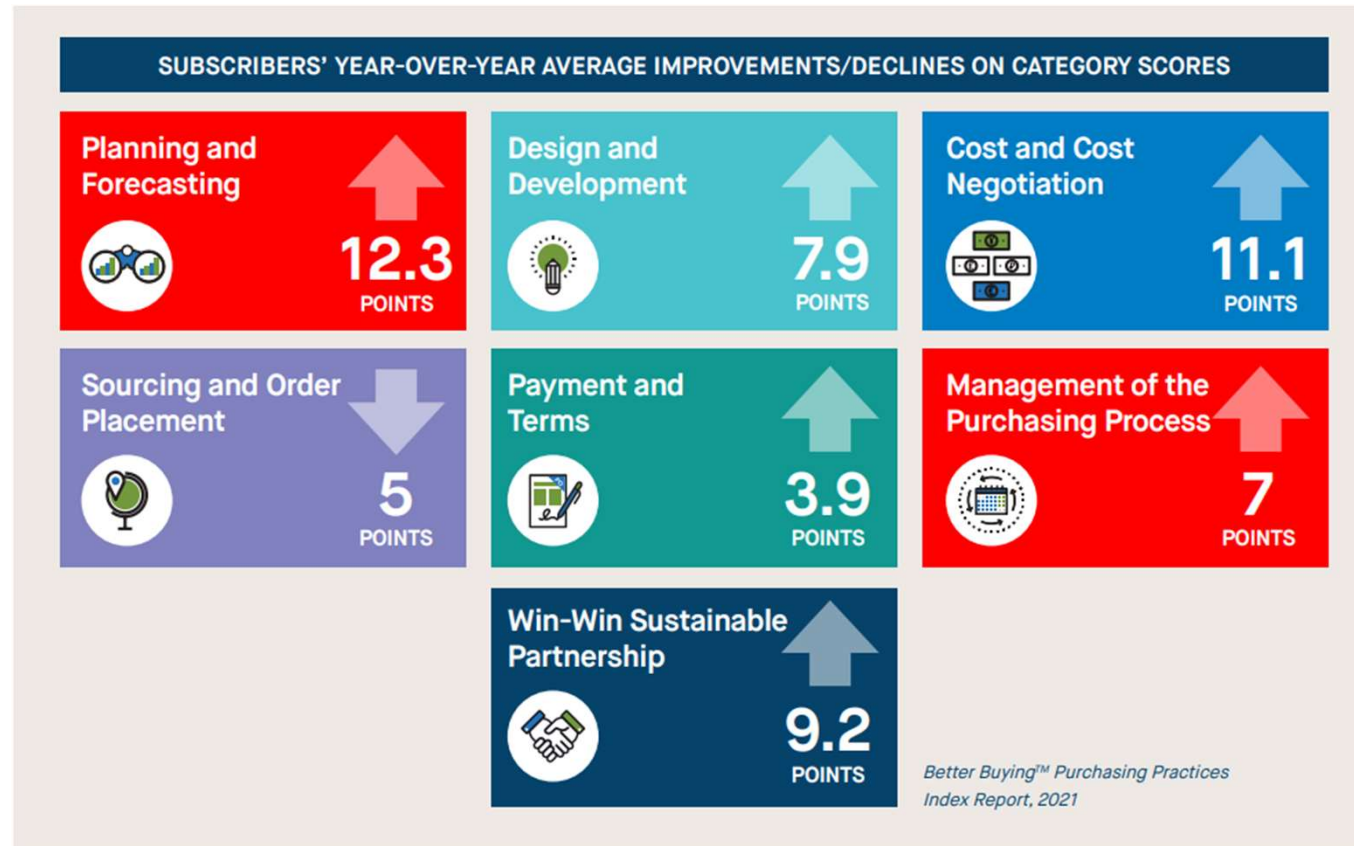 SUBSCRIBERS' YEAR-OVER-YEAR AVERAGE IMPROVEMENTS/DECLINES ON CATEGORY SCORES
Planning and
Forecasting
12.3
POINTS
Design and
Development
7.9
POINTS
Cost and Cost
Negotiation
11.1
POINTS
Sourcing and Order
Placement
5
POINTS
Payment and
Terms
3.9
POINTS
Management of the
Purchasing Process
7
POINTS
Win-Win Sustainable
Partnership
9.2
POINTS
Better Buying™ Purchasing Practices
Index Report, 2021